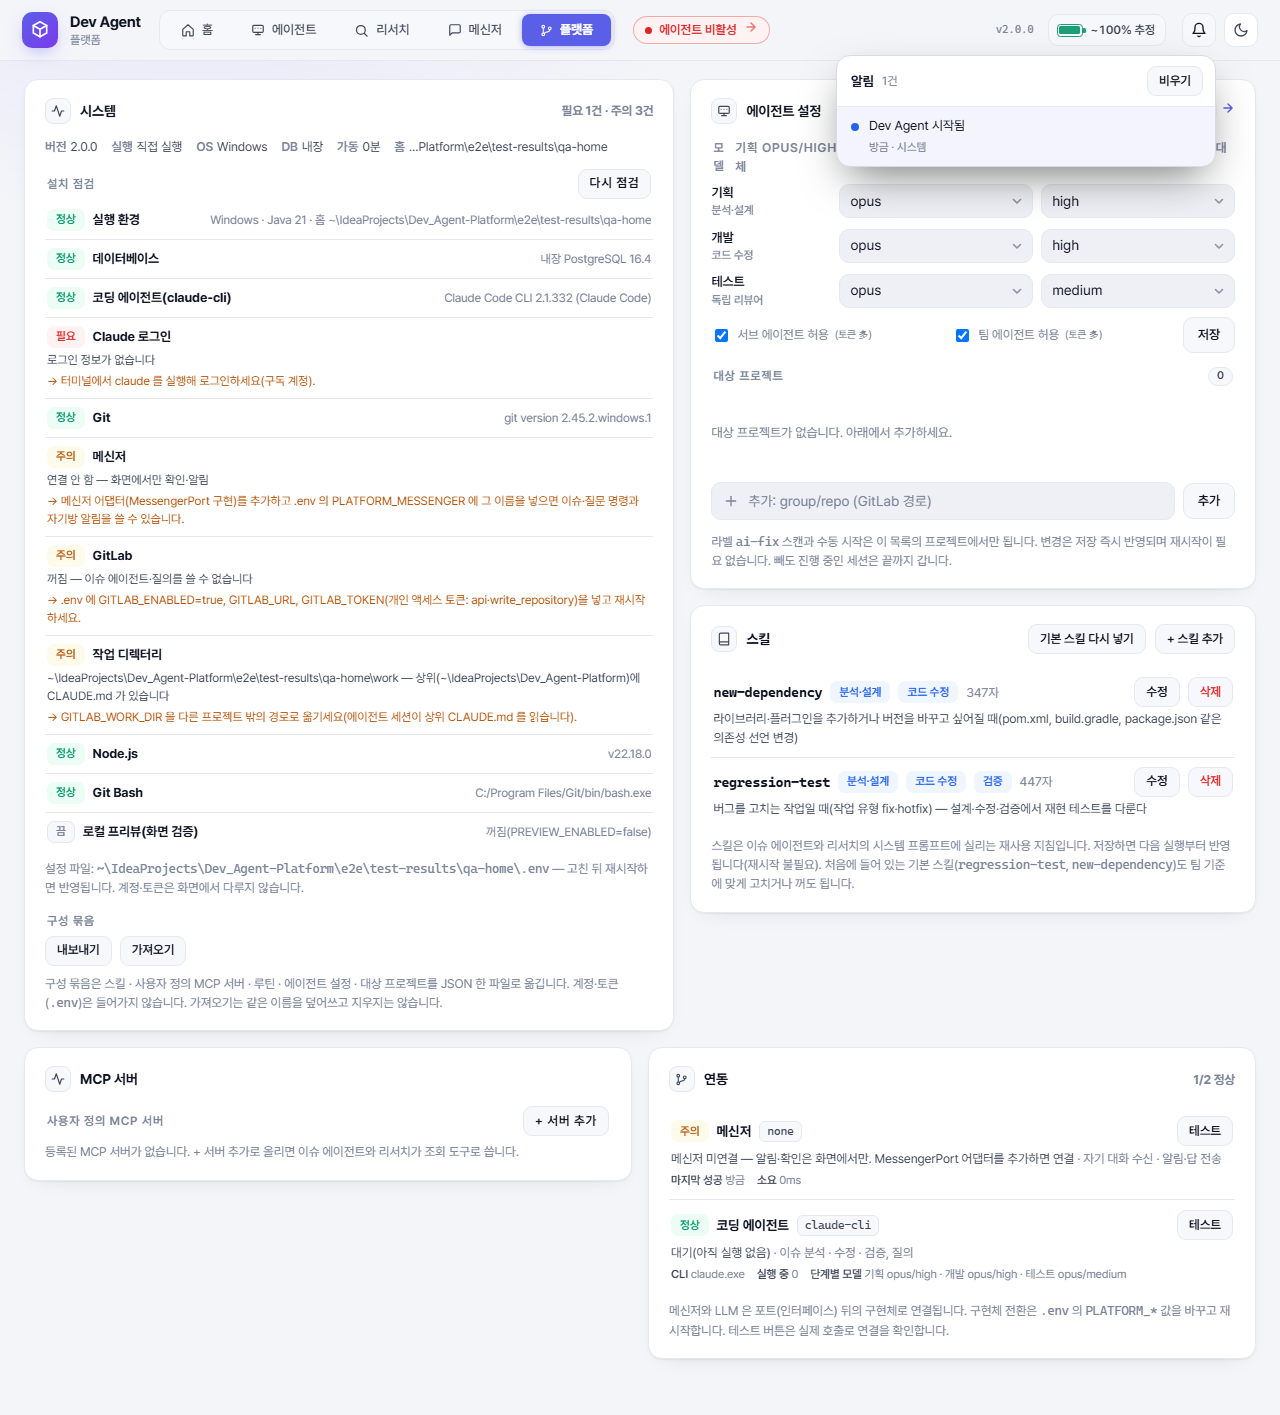 Dev Agent
플랫폼
홈
에이전트
리서치
메신저
플랫폼
에이전트 비활성 →
v2.0.0
~100% 추정
알림 1건
비우기
Dev Agent 시작됨
방금 · 시스템
시스템
필요 1건 · 주의 3건
버전 2.0.0 실행 직접 실행 OS Windows DB 내장 가동 0분 홈 ...Platform\e2e\test-results\qa-home
설치 점검
다시 점검
정상 실행 환경 Windows · Java 21 · 홈 ~\IdeaProjects\Dev_Agent-Platform\e2e\test-results\qa-home
정상 데이터베이스 내장 PostgreSQL 16.4
정상 코딩 에이전트(claude-cli) Claude Code CLI 2.1.332 (Claude Code)
필요 Claude 로그인
로그인 정보가 없습니다
→ 터미널에서 claude 를 실행해 로그인하세요(구독 계정).
정상 Git git version 2.45.2.windows.1
주의 메신저
연결 안 함 — 화면에서만 확인·알림
→ 메신저 어댑터(MessengerPort 구현)를 추가하고 .env 의 PLATFORM_MESSENGER 에 그 이름을 넣으면 이슈·질문 명령과
자기방 알림을 쓸 수 있습니다.
주의 GitLab
꺼짐 — 이슈 에이전트·질의를 쓸 수 없습니다
→ .env 에 GITLAB_ENABLED=true, GITLAB_URL, GITLAB_TOKEN(개인 액세스 토큰: api·write_repository)을 넣고 재시작
하세요.
주의 작업 디렉터리
~\IdeaProjects\Dev_Agent-Platform\e2e\test-results\qa-home\work — 상위(~\IdeaProjects\Dev_Agent-Platform)에
CLAUDE.md 가 있습니다
→ GITLAB_WORK_DIR 을 다른 프로젝트 밖의 경로로 옮기세요(에이전트 세션이 상위 CLAUDE.md 를 읽습니다).
정상 Node.js v22.18.0
정상 Git Bash C:/Program Files/Git/bin/bash.exe
끔 로컬 프리뷰(화면 검증) 꺼짐(PREVIEW_ENABLED=false)
설정 파일: ~\IdeaProjects\Dev_Agent-Platform\e2e\test-results\qa-home\.env — 고친 뒤 재시작하
면 반영됩니다. 계정·토큰은 화면에서 다루지 않습니다.
구성 묶음
내보내기
가져오기
구성 묶음은 스킬 · 사용자 정의 MCP 서버 · 루틴 · 에이전트 설정 · 대상 프로젝트를 JSON 한 파일로 옮깁니다. 계정·토큰
(.env)은 들어가지 않습니다. 가져오기는 같은 이름을 덮어쓰고 지우지는 않습니다.
에이전트 설정
→
모 기획 OPUS/HIGH 대
델 체
기획
분석·설계
opus
high
개발
코드 수정
opus
high
테스트
독립 리뷰어
opus
medium
서브 에이전트 허용 (토큰 多)
팀 에이전트 허용 (토큰 多)
저장
대상 프로젝트
0
대상 프로젝트가 없습니다. 아래에서 추가하세요.
추가: group/repo (GitLab 경로)
추가
라벨 ai-fix 스캔과 수동 시작은 이 목록의 프로젝트에서만 됩니다. 변경은 저장 즉시 반영되며 재시작이 필
요 없습니다. 빼도 진행 중인 세션은 끝까지 갑니다.
스킬
기본 스킬 다시 넣기
+ 스킬 추가
new-dependency 분석·설계 코드 수정 347자
수정
삭제
라이브러리·플러그인을 추가하거나 버전을 바꾸고 싶어질 때(pom.xml, build.gradle, package.json 같은
의존성 선언 변경)
regression-test 분석·설계 코드 수정 검증 447자
수정
삭제
버그를 고치는 작업일 때(작업 유형 fix·hotfix) — 설계·수정·검증에서 재현 테스트를 다룬다
스킬은 이슈 에이전트와 리서치의 시스템 프롬프트에 실리는 재사용 지침입니다. 저장하면 다음 실행부터 반영
됩니다(재시작 불필요). 처음에 들어 있는 기본 스킬(regression-test, new-dependency)도 팀 기준
에 맞게 고치거나 꺼도 됩니다.
MCP 서버
사용자 정의 MCP 서버
+ 서버 추가
등록된 MCP 서버가 없습니다. + 서버 추가로 올리면 이슈 에이전트와 리서치가 조회 도구로 씁니다.
연동
1/2 정상
주의 메신저 none
테스트
메신저 미연결 — 알림·확인은 화면에서만. MessengerPort 어댑터를 추가하면 연결 · 자기 대화 수신 · 알림·답 전송
마지막 성공 방금 소요 0ms
정상 코딩 에이전트 claude-cli
테스트
대기(아직 실행 없음) · 이슈 분석 · 수정 · 검증, 질의
CLI claude.exe 실행 중 0 단계별 모델 기획 opus/high · 개발 opus/high · 테스트 opus/medium
메신저와 LLM 은 포트(인터페이스) 뒤의 구현체로 연결됩니다. 구현체 전환은 .env 의 PLATFORM_* 값을 바꾸고 재
시작합니다. 테스트 버튼은 실제 호출로 연결을 확인합니다.